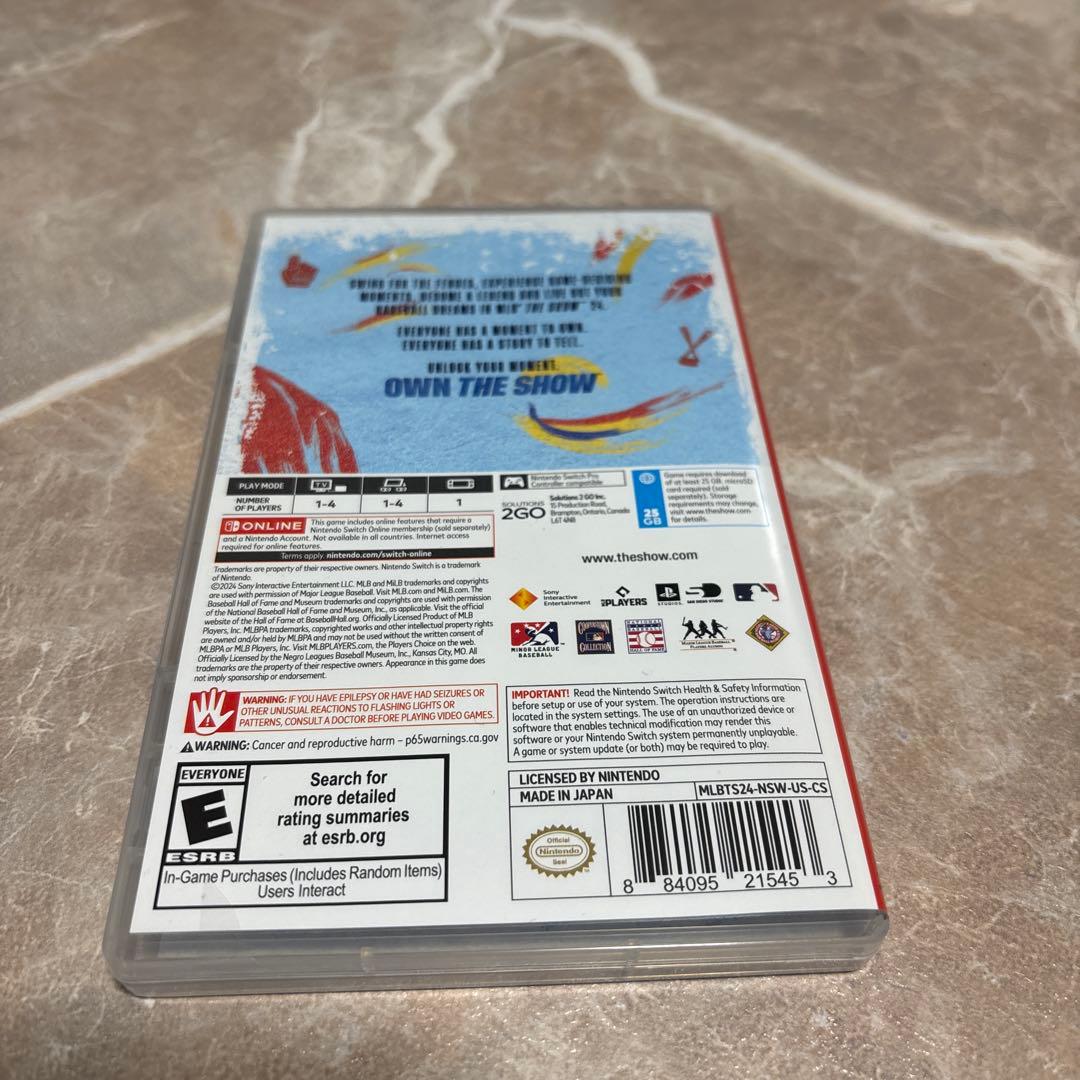 SWING FOR THE FENCES, EXPERIENCE GAME-DECIDING
MOMENTS, BECOME A LEGEND AND LIVE OUT YOUR
BASEBALL DREAMS IN MLB® THE SHOW™ 24.
EVERYONE HAS A MOMENT TO OWN.
EVERYONE HAS A STORY TO TELL.
UNLOCK YOUR MOMENT.
OWN THE SHOW
PLAY MODE
TV
NUMBER
OF PLAYERS
1-4
1-4
1
Nintendo Switch Pro
Controller compatible
SOLUTIONS
2GO
Solutions 2 GO Inc.
15 Production Road,
Brampton, Ontario, Canada
L6T 4N8
25
GB
Game requires download
of at least 25 GB. microSD
card required (sold
separately). Storage
requirements may change,
visit www.theshow.com
for details.
ONLINE
This game includes online features that require a
Nintendo Switch Online membership (sold separately)
and a Nintendo Account. Not available in all countries. Internet access
required for online features.
Terms apply. nintendo.com/switch-online
www.theshow.com
Trademarks are property of their respective owners. Nintendo Switch is a trademark
of Nintendo.
©2024 Sony Interactive Entertainment LLC. MLB and MiLB trademarks and copyrights
are used with permission of Major League Baseball. Visit MLB.com and MiLB.com. The
Baseball Hall of Fame and Museum trademarks and copyrights are used with permission
of the National Baseball Hall of Fame and Museum, Inc., as applicable. Visit the official
website of the Hall of Fame at BaseballHall.org. Officially Licensed Product of MLB
Players, Inc. MLBPA trademarks, copyrighted works and other intellectual property rights
are owned and/or held by MLBPA and may not be used without the written consent of
MLBPA or MLB Players, Inc. Visit MLBPLAYERS.com, the Players Choice on the web.
Officially Licensed by the Negro Leagues Baseball Museum, Inc., Kansas City, MO. All
trademarks are the property of their respective owners. Appearance in this game does
not imply sponsorship or endorsement.
Sony
Interactive
Entertainment
PLAYERS
STUDIOS
SAN DIEGO STUDIO
MINOR LEAGUE
BASEBALL
COOPERSTOWN
COLLECTION
HALL OF FAME
MAJOR LEAGUE BASEBALL
PLAYERS ALUMNI
WARNING: IF YOU HAVE EPILEPSY OR HAVE HAD SEIZURES OR
OTHER UNUSUAL REACTIONS TO FLASHING LIGHTS OR
PATTERNS, CONSULT A DOCTOR BEFORE PLAYING VIDEO GAMES.
WARNING: Cancer and reproductive harm – p65warnings.ca.gov
IMPORTANT! Read the Nintendo Switch Health & Safety Information
before setup or use of your system. The operation instructions are
located in the system settings. The use of an unauthorized device or
software that enables technical modification may render this
software or your Nintendo Switch system permanently unplayable.
A game or system update (or both) may be required to play.
EVERYONE
E
ESRB
Search for
more detailed
rating summaries
at esrb.org
In-Game Purchases (Includes Random Items)
Users Interact
LICENSED BY NINTENDO
MADE IN JAPAN
MLBTS24-NSW-US-CS
Official
Nintendo
Seal
8 84095 21545 3